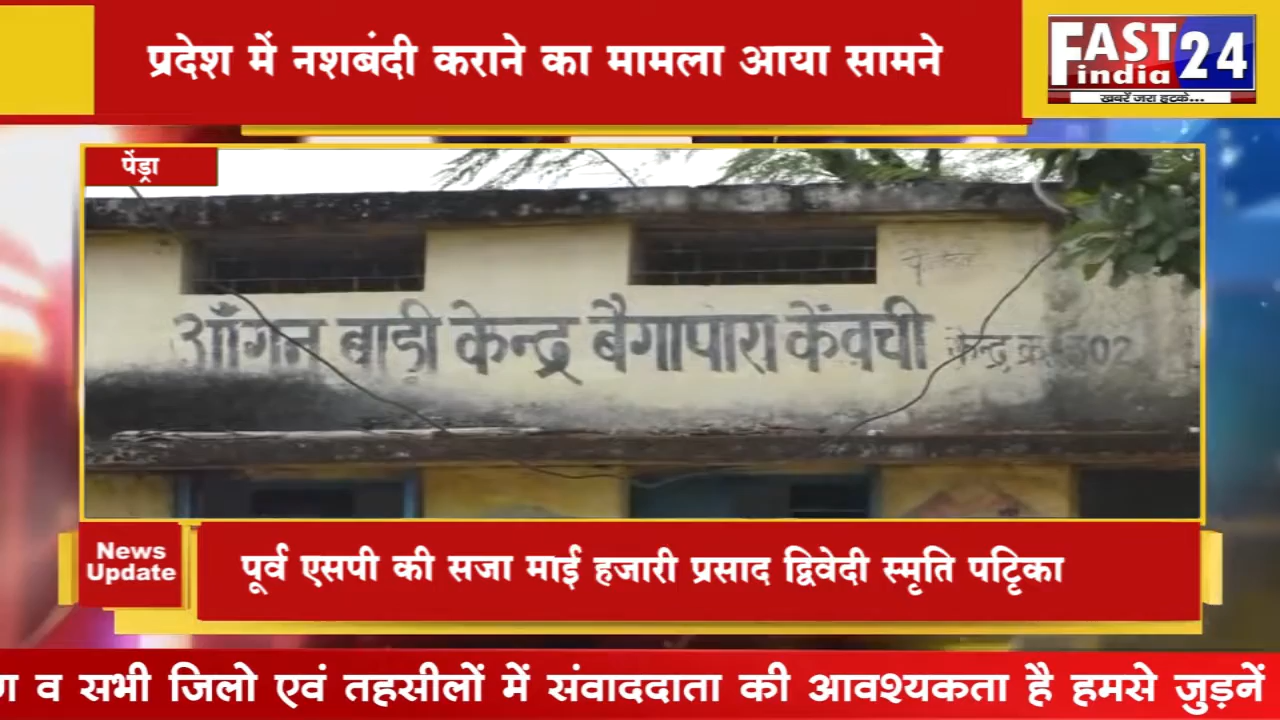 प्रदेश में नशबंदी कराने का मामला आया सामने
FAST india 24
खबरें जरा हटके...
पेंड्रा
आँगन बाड़ी केन्द्र बैगापारा केंवची केन्द्र क्र
News Update
पूर्व एसपी की सजा माई हजारी प्रसाद द्विवेदी स्मृति पट्टिका
व सभी जिलो एवं तहसीलों में संवाददाता की आवश्यकता है हमसे जुड़नें